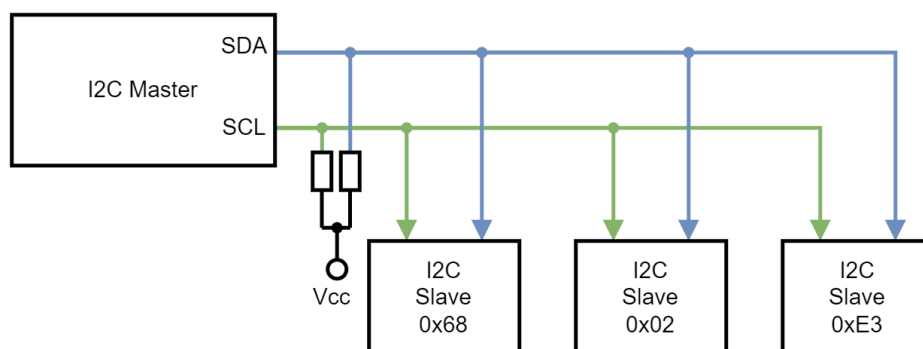 SDA
I2C Master
SCL
Vcc
I2C
Slave
0x68
I2C
Slave
0x02
I2C
Slave
0xE3